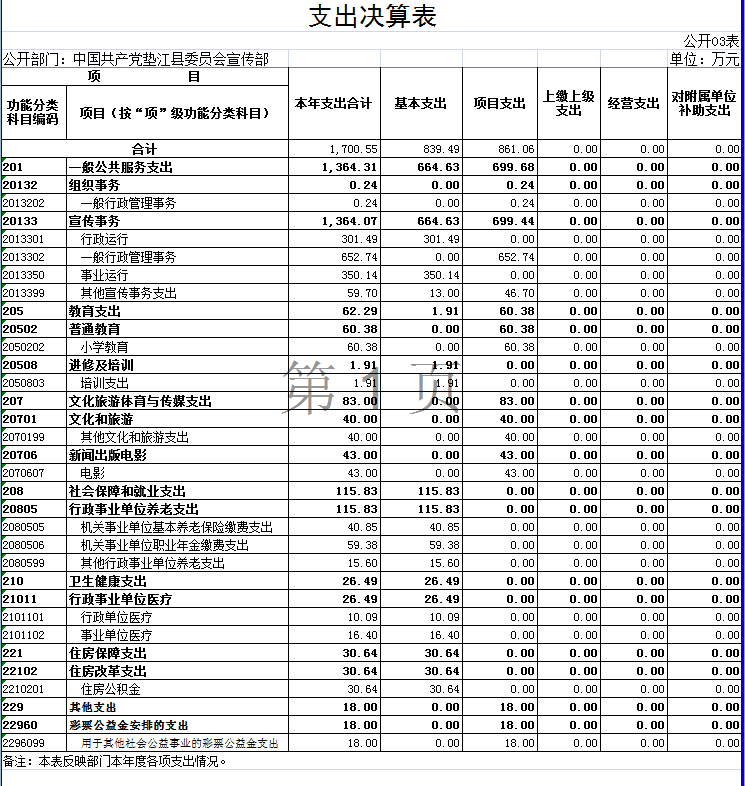 支出决算表
公开03表
公开部门：中国共产党垫江县委员会宣传部 单位：万元
项 目 本年支出合计 基本支出 项目支出 上缴上级支出 经营支出 对附属单位补助支出
功能分类科目编码 项目（按“项”级功能分类科目）
合计 1,700.55 839.49 861.06 0.00 0.00 0.00
201 一般公共服务支出 1,364.31 664.63 699.68 0.00 0.00 0.00
20132 组织事务 0.24 0.00 0.24 0.00 0.00 0.00
2013202 一般行政管理事务 0.24 0.00 0.24 0.00 0.00 0.00
20133 宣传事务 1,364.07 664.63 699.44 0.00 0.00 0.00
2013301 行政运行 301.49 301.49 0.00 0.00 0.00 0.00
2013302 一般行政管理事务 652.74 0.00 652.74 0.00 0.00 0.00
2013350 事业运行 350.14 350.14 0.00 0.00 0.00 0.00
2013399 其他宣传事务支出 59.70 13.00 46.70 0.00 0.00 0.00
205 教育支出 62.29 1.91 60.38 0.00 0.00 0.00
20502 普通教育 60.38 0.00 60.38 0.00 0.00 0.00
2050202 小学教育 60.38 0.00 60.38 0.00 0.00 0.00
20508 进修及培训 1.91 1.91 0.00 0.00 0.00 0.00
2050803 培训支出 1.91 1.91 0.00 0.00 0.00 0.00
第 1 页
207 文化旅游体育与传媒支出 83.00 0.00 83.00 0.00 0.00 0.00
20701 文化和旅游 40.00 0.00 40.00 0.00 0.00 0.00
2070199 其他文化和旅游支出 40.00 0.00 40.00 0.00 0.00 0.00
20706 新闻出版电影 43.00 0.00 43.00 0.00 0.00 0.00
2070607 电影 43.00 0.00 43.00 0.00 0.00 0.00
208 社会保障和就业支出 115.83 115.83 0.00 0.00 0.00 0.00
20805 行政事业单位养老支出 115.83 115.83 0.00 0.00 0.00 0.00
2080505 机关事业单位基本养老保险缴费支出 40.85 40.85 0.00 0.00 0.00 0.00
2080506 机关事业单位职业年金缴费支出 59.38 59.38 0.00 0.00 0.00 0.00
2080599 其他行政事业单位养老支出 15.60 15.60 0.00 0.00 0.00 0.00
210 卫生健康支出 26.49 26.49 0.00 0.00 0.00 0.00
21011 行政事业单位医疗 26.49 26.49 0.00 0.00 0.00 0.00
2101101 行政单位医疗 10.09 10.09 0.00 0.00 0.00 0.00
2101102 事业单位医疗 16.40 16.40 0.00 0.00 0.00 0.00
221 住房保障支出 30.64 30.64 0.00 0.00 0.00 0.00
22102 住房改革支出 30.64 30.64 0.00 0.00 0.00 0.00
2210201 住房公积金 30.64 30.64 0.00 0.00 0.00 0.00
229 其他支出 18.00 0.00 18.00 0.00 0.00 0.00
22960 彩票公益金安排的支出 18.00 0.00 18.00 0.00 0.00 0.00
2296099 用于其他社会公益事业的彩票公益金支出 18.00 0.00 18.00 0.00 0.00 0.00
备注：本表反映部门本年度各项支出情况。